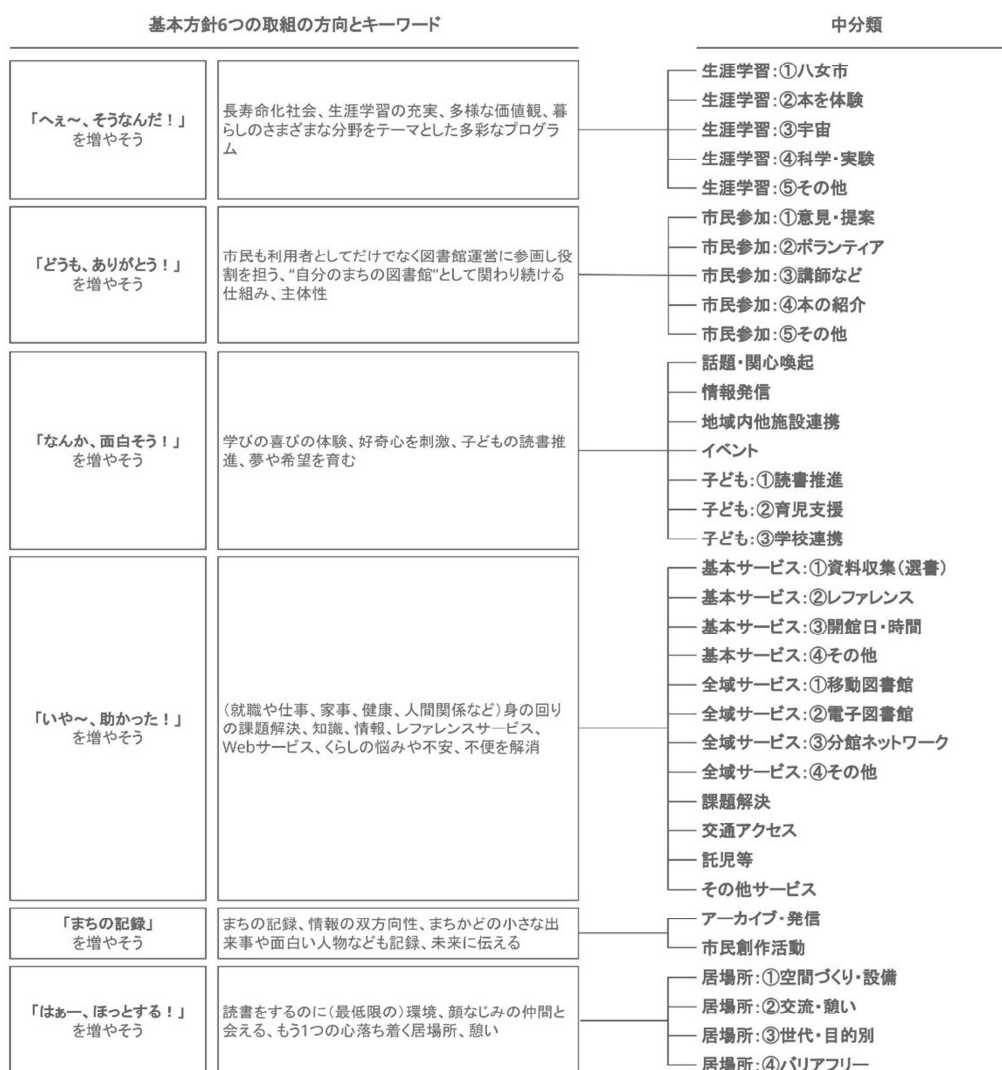 基本方針6つの取組の方向とキーワード
中分類
「へぇ～、そうなんだ！」
を増やそう
長寿命化社会、生涯学習の充実、多様な価値観、暮
らしのさまざまな分野をテーマとした多彩なプログラ
ム
生涯学習：①八女市
生涯学習：②本を体験
生涯学習：③宇宙
生涯学習：④科学・実験
生涯学習：⑤その他
「どうも、ありがとう！」
を増やそう
市民も利用者としてだけでなく図書館運営に参画し役
割を担う、“自分のまちの図書館”として関わり続ける
仕組み、主体性
市民参加：①意見・提案
市民参加：②ボランティア
市民参加：③講師など
市民参加：④本の紹介
市民参加：⑤その他
「なんか、面白そう！」
を増やそう
学びの喜びの体験、好奇心を刺激、子どもの読書推
進、夢や希望を育む
話題・関心喚起
情報発信
地域内他施設連携
イベント
子ども：①読書推進
子ども：②育児支援
子ども：③学校連携
「いや～、助かった！」
を増やそう
（就職や仕事、家事、健康、人間関係など）身の回り
の課題解決、知識、情報、レファレンスサービス、
Webサービス、くらしの悩みや不安、不便を解消
基本サービス：①資料収集（選書）
基本サービス：②レファレンス
基本サービス：③開館日・時間
基本サービス：④その他
全域サービス：①移動図書館
全域サービス：②電子図書館
全域サービス：③分館ネットワーク
全域サービス：④その他
課題解決
交通アクセス
託児等
その他サービス
「まちの記録」
を増やそう
まちの記録、情報の双方向性、まちかどの小さな出
来事や面白い人物なども記録、未来に伝える
アーカイブ・発信
市民創作活動
「はぁー、ほっとする！」
を増やそう
読書をするのに（最低限の）環境、顔なじみの仲間と
会える、もう1つの心落ち着く居場所、憩い
居場所：①空間づくり・設備
居場所：②交流・憩い
居場所：③世代・目的別
居場所：④バリアフリー